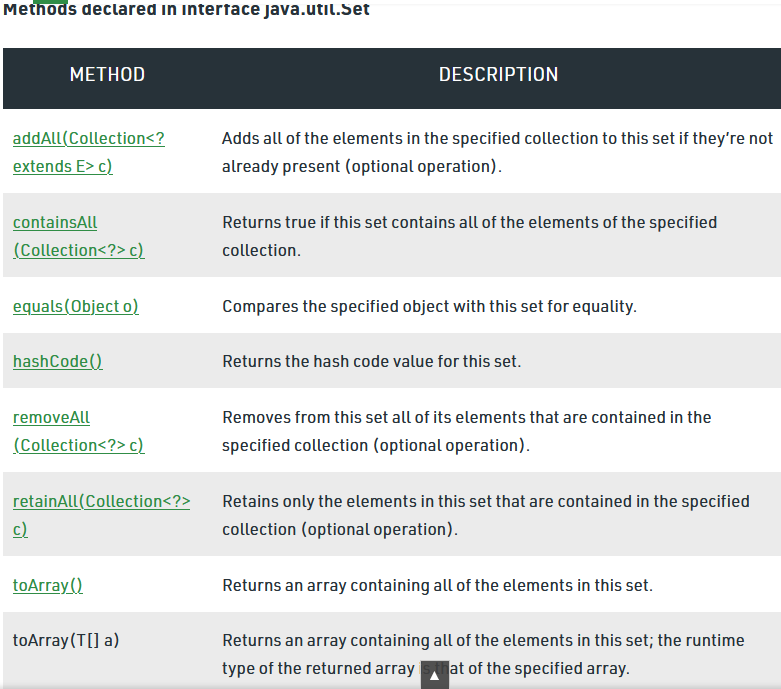 Methods declared in interface java.util.Set
METHOD DESCRIPTION
addAll(Collection<? Adds all of the elements in the specified collection to this set if they're not
extends E> c) already present (optional operation).
containsAll Returns true if this set contains all of the elements of the specified
(Collection<?> c) collection.
equals(Object o) Compares the specified object with this set for equality.
hashCode() Returns the hash code value for this set.
removeAll Removes from this set all of its elements that are contained in the
(Collection<?> c) specified collection (optional operation).
retainAll(Collection<?> Retains only the elements in this set that are contained in the specified
c) collection (optional operation).
toArray() Returns an array containing all of the elements in this set.
toArray(T[] a) Returns an array containing all of the elements in this set; the runtime
type of the returned array is that of the specified array.